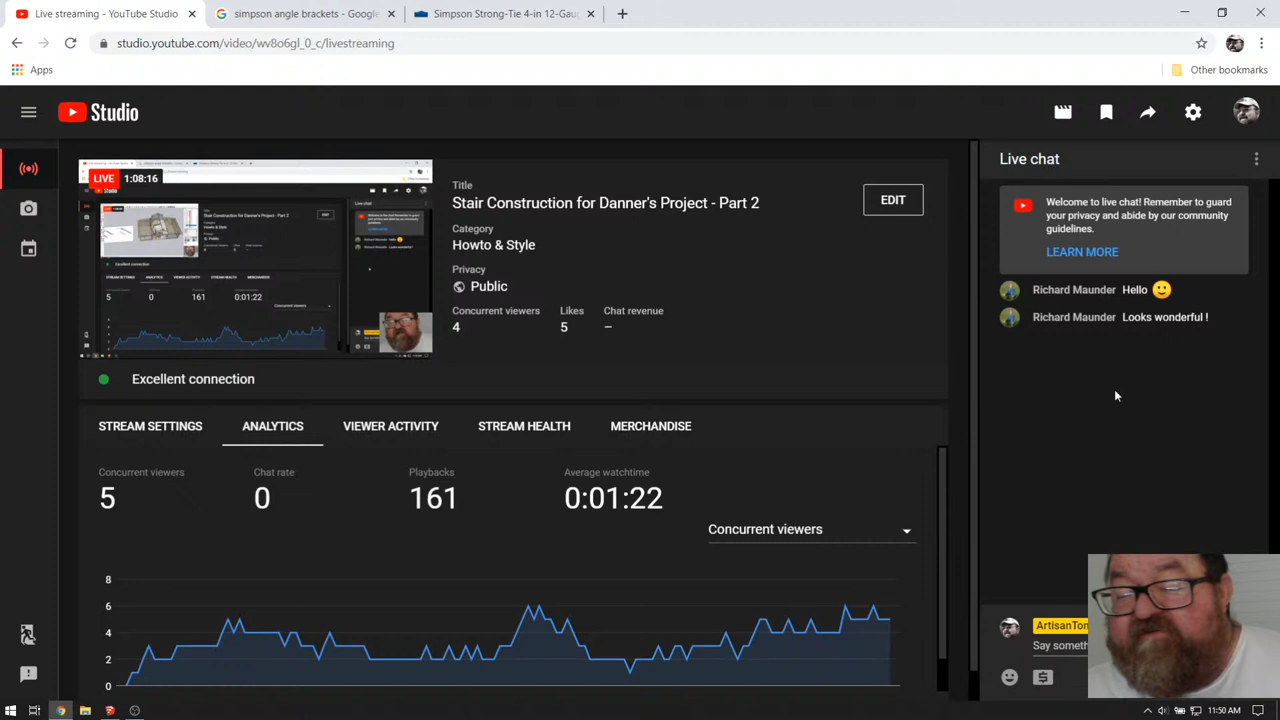 Live streaming - YouTube Studio
simpson angle brackets - Google
Simpson Strong-Tie 4-in 12-Gau
studio.youtube.com/video/wv8o6gl_0_c/livestreaming
Apps
Other bookmarks
Studio
LIVE 1:08:16
Title
Stair Construction for Danner's Project - Part 2
EDIT
Category
Howto & Style
Privacy
Public
Concurrent viewers Likes Chat revenue
4 5 –
Excellent connection
STREAM SETTINGS ANALYTICS VIEWER ACTIVITY STREAM HEALTH MERCHANDISE
Concurrent viewers Chat rate Playbacks Average watchtime
5 0 161 0:01:22
Concurrent viewers
8
6
4
2
0
Live chat
Welcome to live chat! Remember to guard
your privacy and abide by our community
guidelines.
LEARN MORE
Richard Maunder Hello 🙂
Richard Maunder Looks wonderful !
ArtisanTon
Say someth
11:50 AM